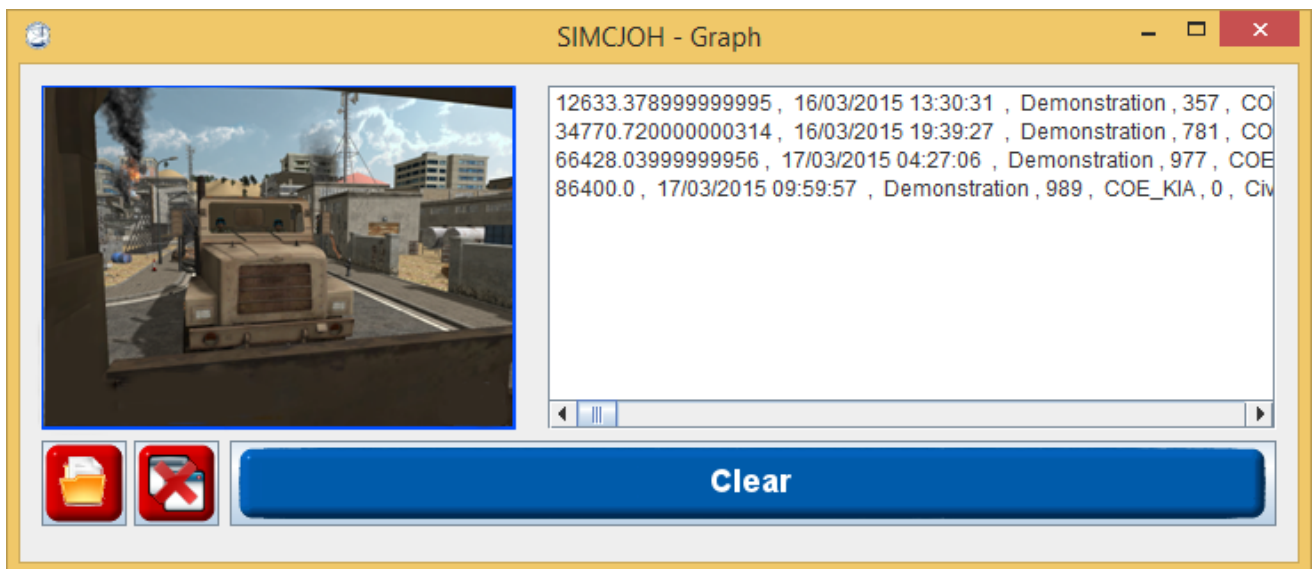 SIMCJOH - Graph
12633.378999999995 , 16/03/2015 13:30:31 , Demonstration , 357 , CO
34770.720000000314 , 16/03/2015 19:39:27 , Demonstration , 781 , CO
66428.03999999956 , 17/03/2015 04:27:06 , Demonstration , 977 , COE
86400.0 , 17/03/2015 09:59:57 , Demonstration , 989 , COE_KIA , 0 , Civ
Clear